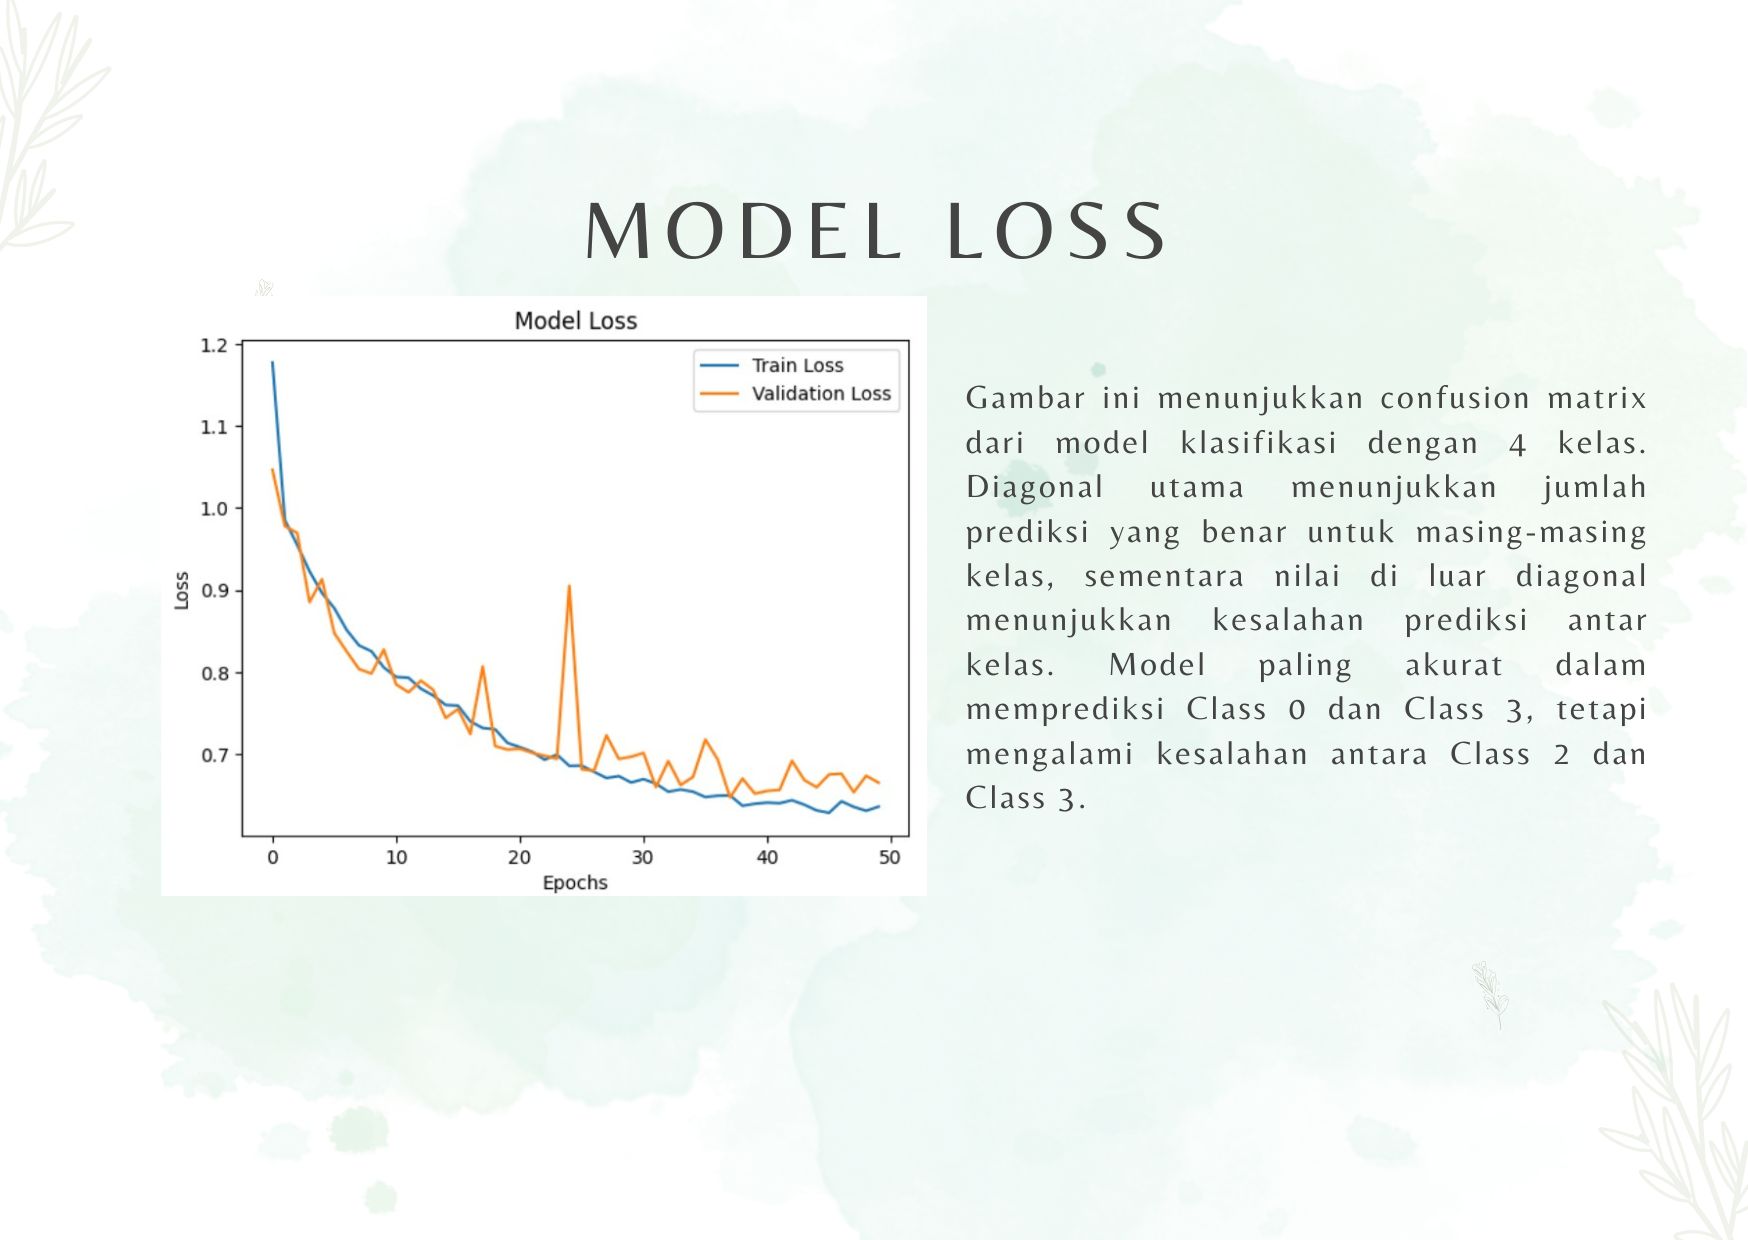 MODEL LOSS
Model Loss
Train Loss
Validation Loss
1.2
1.1
1.0
0.9
0.8
0.7
Loss
0 10 20 30 40 50
Epochs
Gambar ini menunjukkan confusion matrix
dari model klasifikasi dengan 4 kelas.
Diagonal utama menunjukkan jumlah
prediksi yang benar untuk masing-masing
kelas, sementara nilai di luar diagonal
menunjukkan kesalahan prediksi antar
kelas. Model paling akurat dalam
memprediksi Class 0 dan Class 3, tetapi
mengalami kesalahan antara Class 2 dan
Class 3.